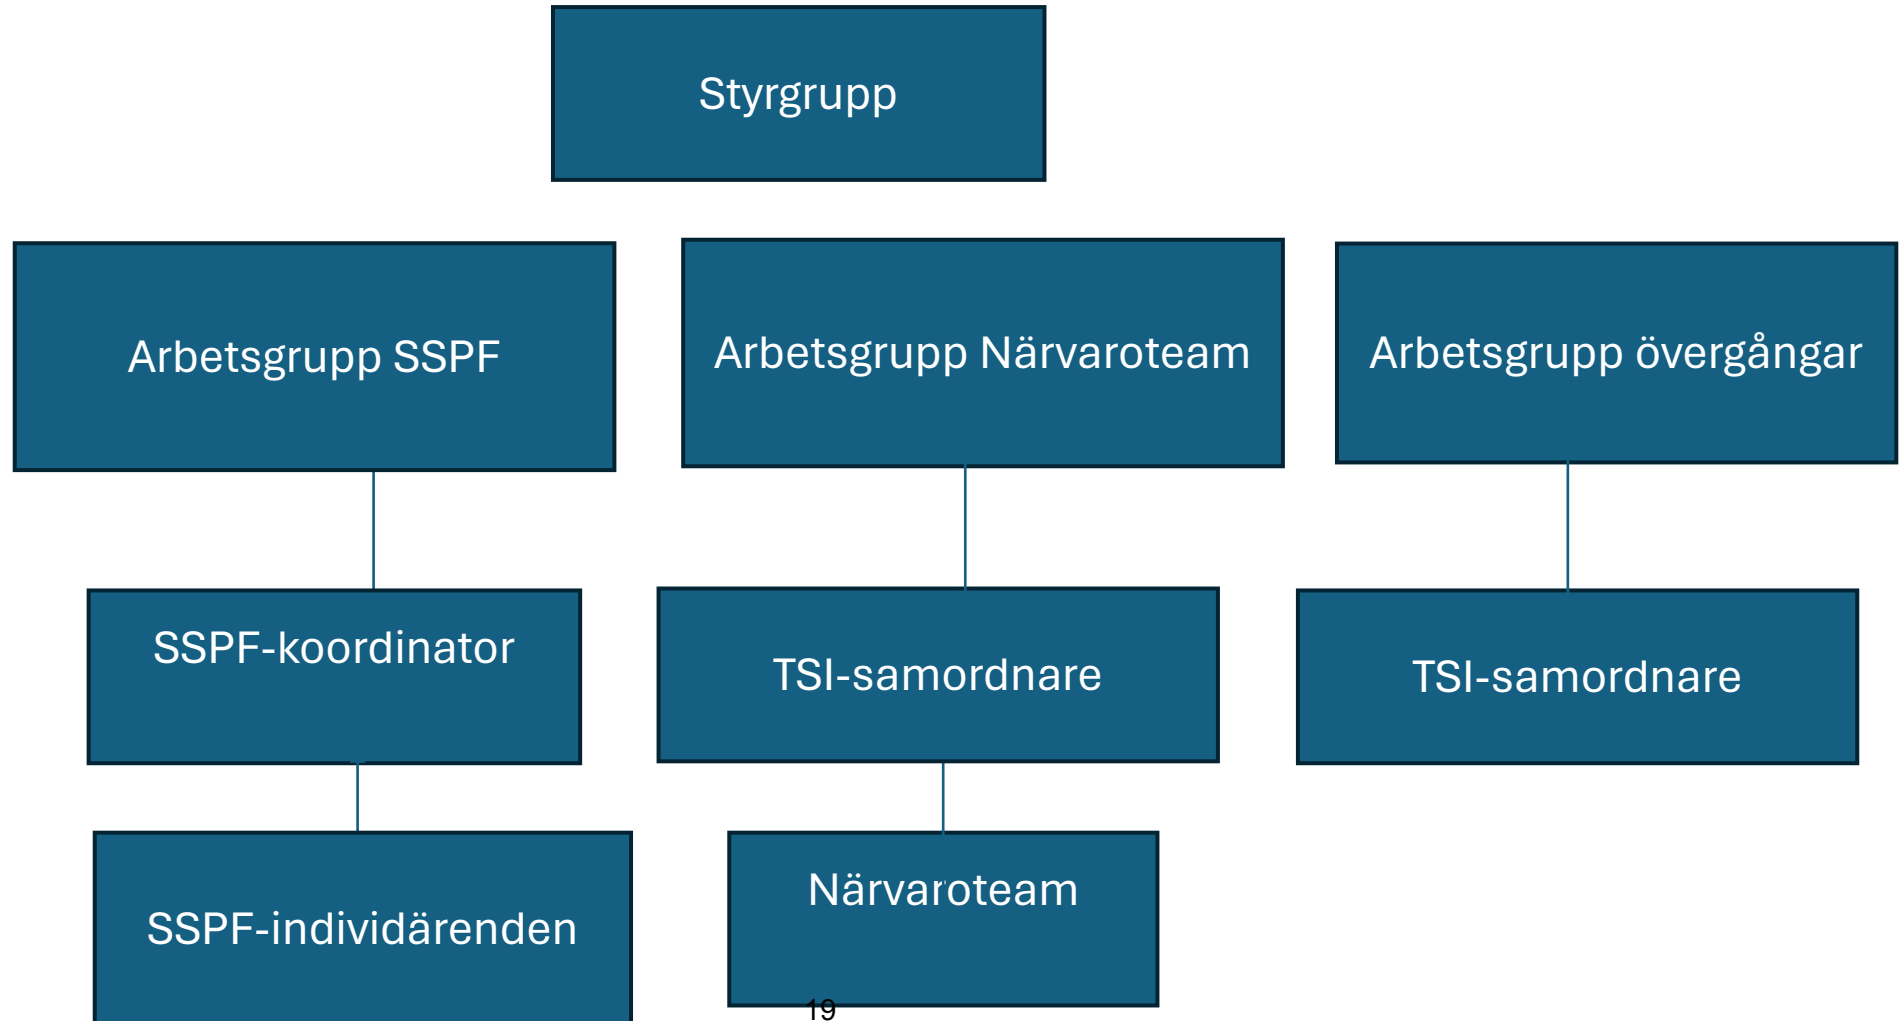 Styrgrupp
Arbetsgrupp SSPF
Arbetsgrupp Närvaroteam
Arbetsgrupp övergångar
SSPF-koordinator
TSI-samordnare
TSI-samordnare
SSPF-individärenden
Närvaroteam
19